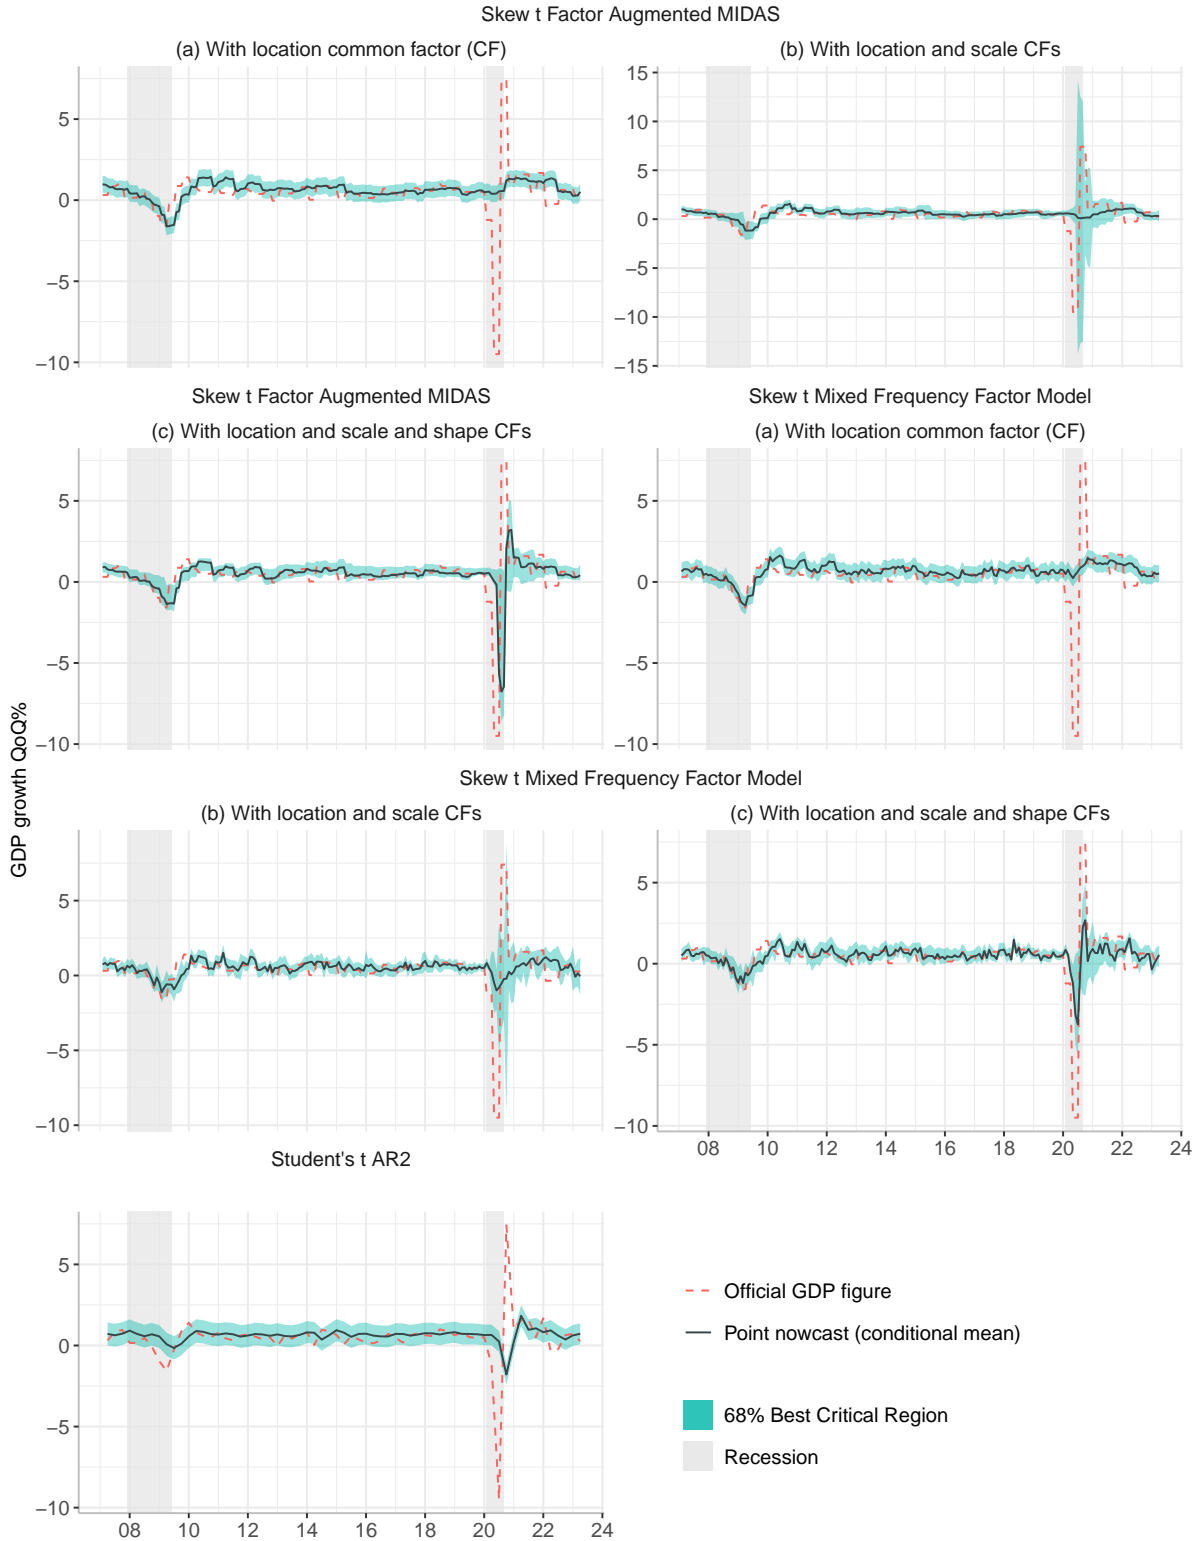 Skew t Factor Augmented MIDAS
(a) With location common factor (CF)
(b) With location and scale CFs
5
0
−5
−10
15
10
5
0
−5
−10
−15
Skew t Factor Augmented MIDAS
Skew t Mixed Frequency Factor Model
(c) With location and scale and shape CFs
(a) With location common factor (CF)
5
0
−5
−10
5
0
−5
−10
GDP growth QoQ%
Skew t Mixed Frequency Factor Model
(b) With location and scale CFs
(c) With location and scale and shape CFs
5
0
−5
−10
5
0
−5
−10
08 10 12 14 16 18 20 22 24
Student's t AR2
5
0
−5
−10
08 10 12 14 16 18 20 22 24
Official GDP figure
Point nowcast (conditional mean)
68% Best Critical Region
Recession